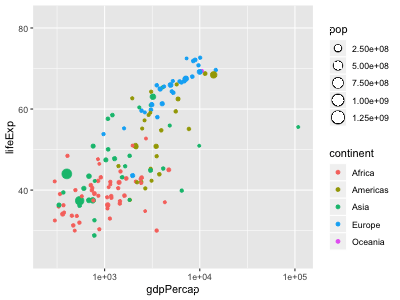 80
60
40
1e+03
1e+04
1e+05
gdpPercap
lifeExp
pop
2.50e+08
5.00e+08
7.50e+08
1.00e+09
1.25e+09
continent
Africa
Americas
Asia
Europe
Oceania